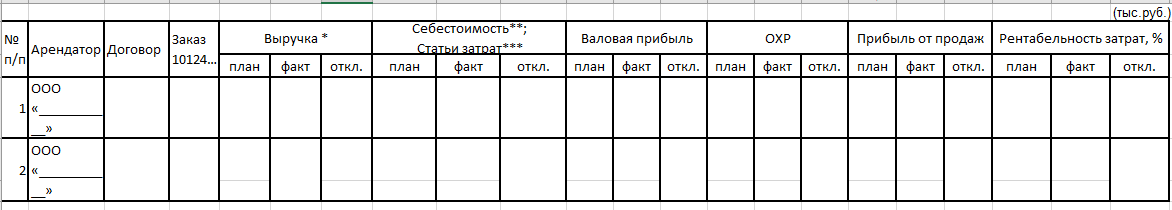 (тыс.руб.)
№ п/п Арендатор Договор Заказ 10124... Выручка * Себестоимость**; Статьи затрат*** Валовая прибыль ОХР Прибыль от продаж Рентабельность затрат, %
план факт откл. план факт откл. план факт откл. план факт откл. план факт откл. план факт откл.
1 ООО
«_________
__»
2 ООО
«_________
__»